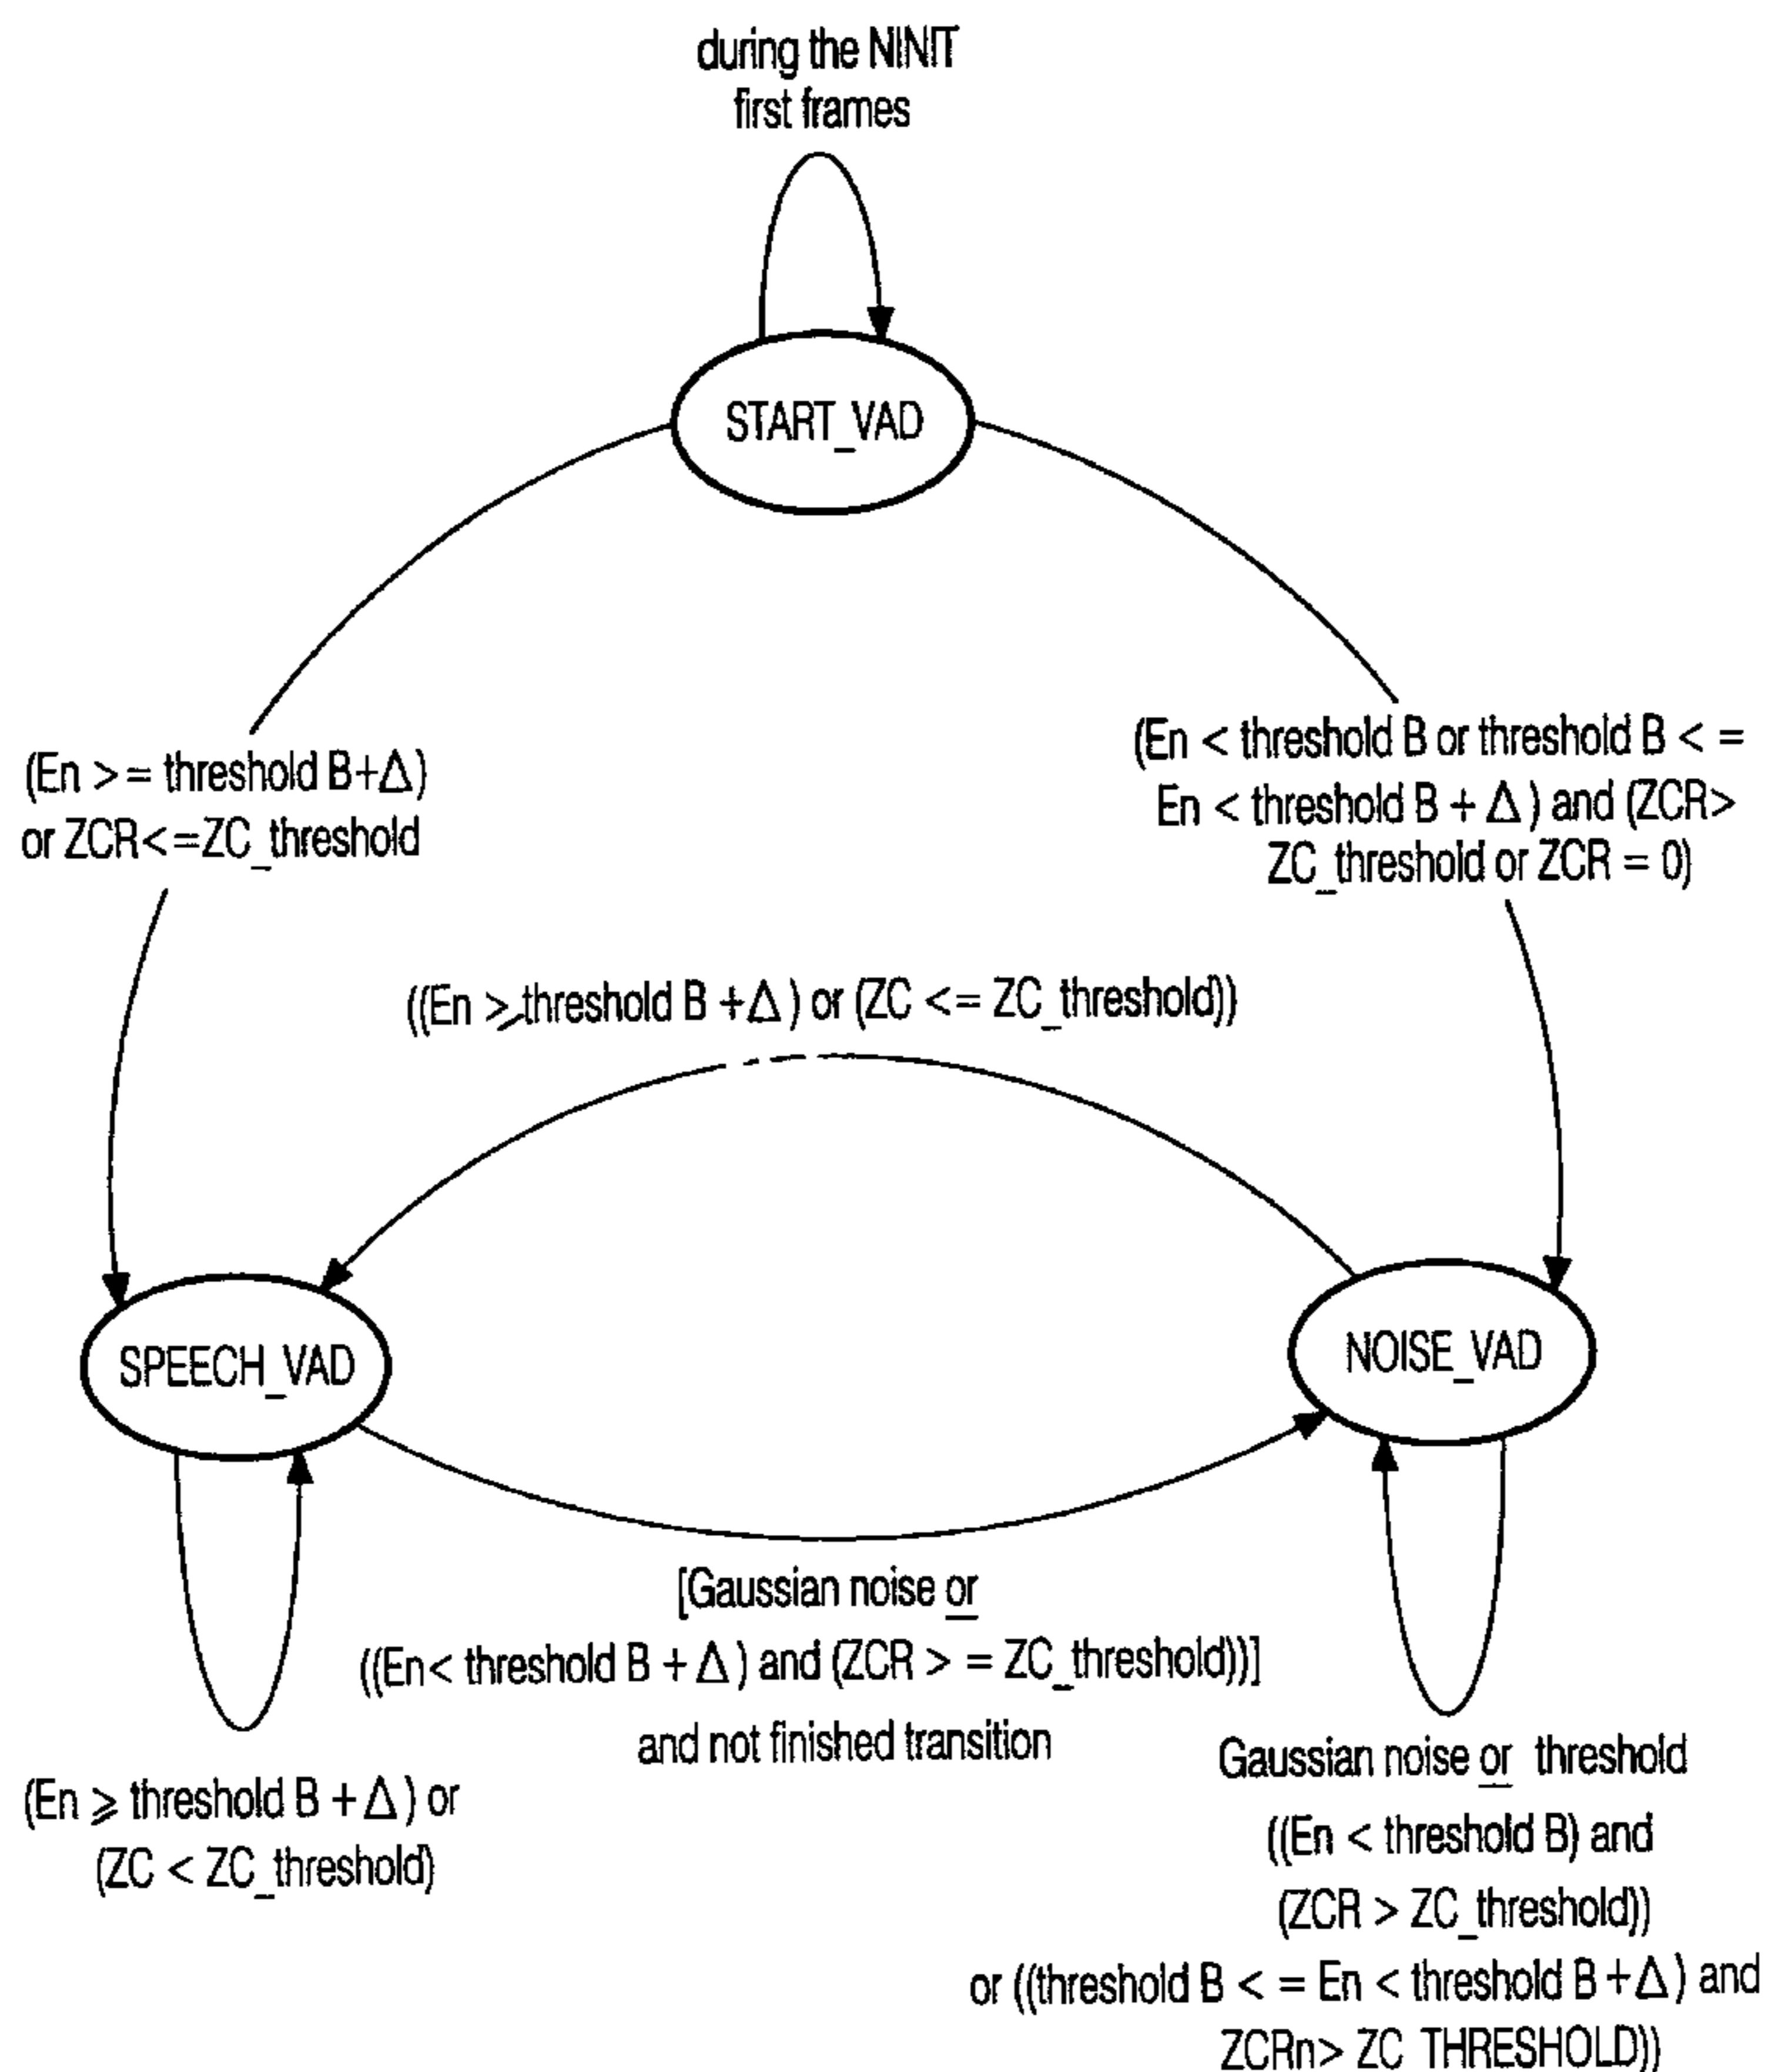 during the NINIT
first frames
START_VAD
(En >= threshold B+Δ)
or ZCR<=ZC_threshold
(En < threshold B or threshold B < =
En < threshold B + Δ) and (ZCR>
ZC_threshold or ZCR = 0)
((En ⩾ threshold B +Δ) or (ZC <= ZC_threshold))
SPEECH_VAD
NOISE_VAD
[Gaussian noise or
((En< threshold B + Δ) and (ZCR > = ZC_threshold))]
and not finished transition
(En ⩾ threshold B + Δ) or
(ZC < ZC_threshold)
Gaussian noise or threshold
((En < threshold B) and
(ZCR > ZC_threshold))
or ((threshold B < = En < threshold B +Δ) and
ZCRn> ZC_THRESHOLD))